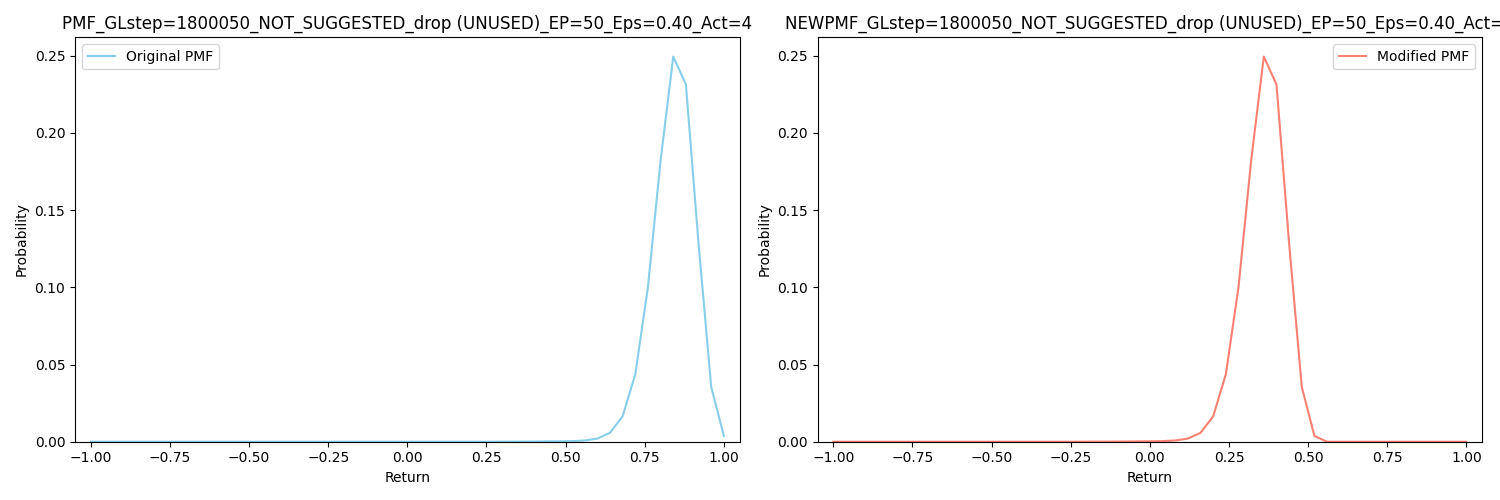 PMF_GLstep=1800050_NOT_SUGGESTED_drop (UNUSED)_EP=50_Eps=0.40_Act=4
Original PMF
0.25
0.20
0.15
0.10
0.05
0.00
Probability
−1.00 −0.75 −0.50 −0.25 0.00 0.25 0.50 0.75 1.00
Return
NEWPMF_GLstep=1800050_NOT_SUGGESTED_drop (UNUSED)_EP=50_Eps=0.40_Act=
Modified PMF
0.25
0.20
0.15
0.10
0.05
0.00
Probability
−1.00 −0.75 −0.50 −0.25 0.00 0.25 0.50 0.75 1.00
Return